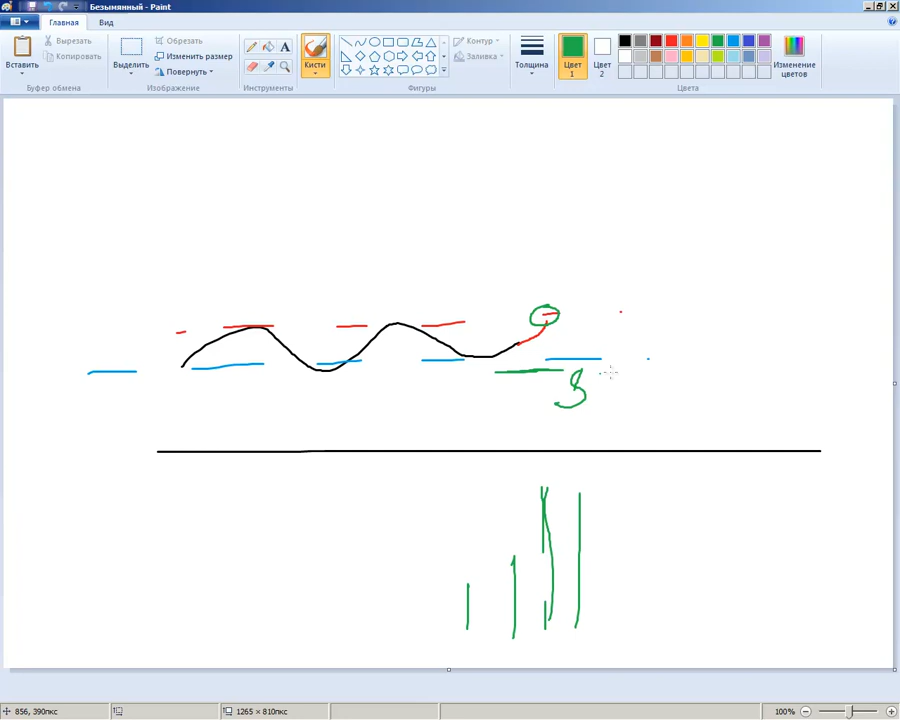 Безымянный - Paint
Главная Вид
Вставить
Вырезать
Копировать
Буфер обмена
Выделить
Обрезать
Изменить размер
Повернуть
Изображение
A
Инструменты
Кисти
Контур
Заливка
Фигуры
Толщина
Цвет 1
Цвет 2
Изменение цветов
Цвета
856, 390пкс
1265 x 810пкс
100%